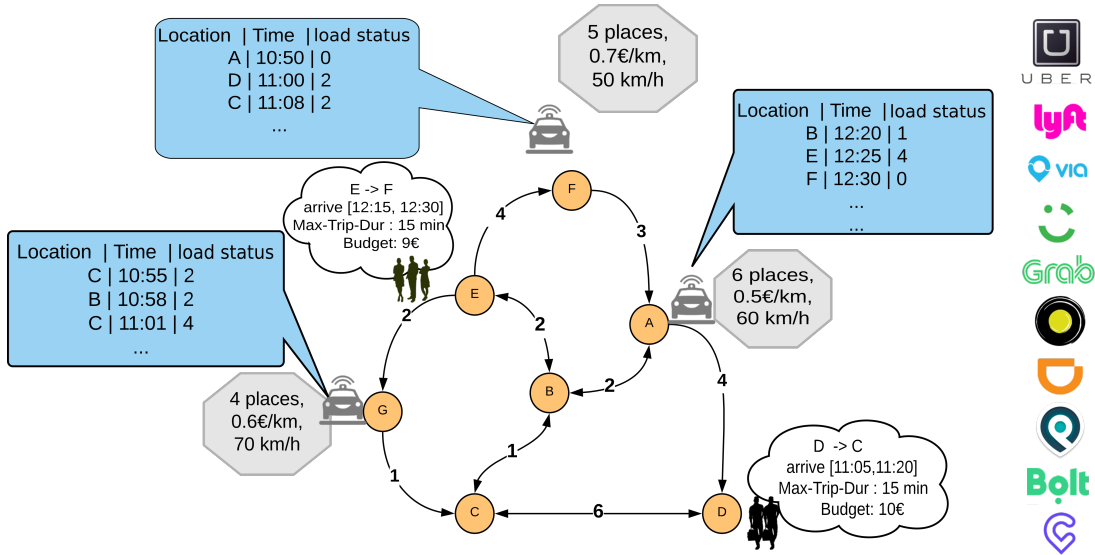 Location | Time | load status
A | 10:50 | 0
D | 11:00 | 2
C | 11:08 | 2
...
5 places,
0.7€/km,
50 km/h
UBER
Location | Time | load status
B | 12:20 | 1
E | 12:25 | 4
F | 12:30 | 0
...
...
lyft
via
E -> F
arrive [12:15, 12:30]
Max-Trip-Dur : 15 min
Budget: 9€
F
4
3
Location | Time | load status
C | 10:55 | 2
B | 10:58 | 2
C | 11:01 | 4
...
Grab
6 places,
0.5€/km,
60 km/h
E
A
2
2
2
4
B
4 places,
0.6€/km,
70 km/h
G
1
1
D -> C
arrive [11:05,11:20]
Max-Trip-Dur : 15 min
Budget: 10€
C
6
D
Bolt